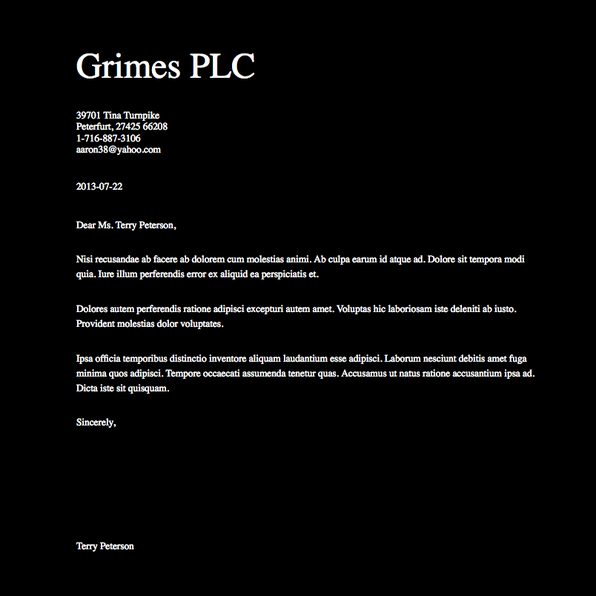 Grimes PLC
39701 Tina Turnpike
Peterfurt, 27425 66208
1-716-887-3106
aaron38@yahoo.com
2013-07-22
Dear Ms. Terry Peterson,
Nisi recusandae ab facere ab dolorem cum molestias animi. Ab culpa earum id atque ad. Dolore sit tempora modi
quia. Iure illum perferendis error ex aliquid ea perspiciatis et.
Dolores autem perferendis ratione adipisci excepturi autem amet. Voluptas hic laboriosam iste deleniti ab iusto.
Provident molestias dolor voluptates.
Ipsa officia temporibus distinctio inventore aliquam laudantium esse adipisci. Laborum nesciunt debitis amet fuga
minima quos adipisci. Tempore occaecati assumenda tenetur quas. Accusamus ut natus ratione accusantium ipsa ad.
Dicta iste sit quisquam.
Sincerely,
Terry Peterson